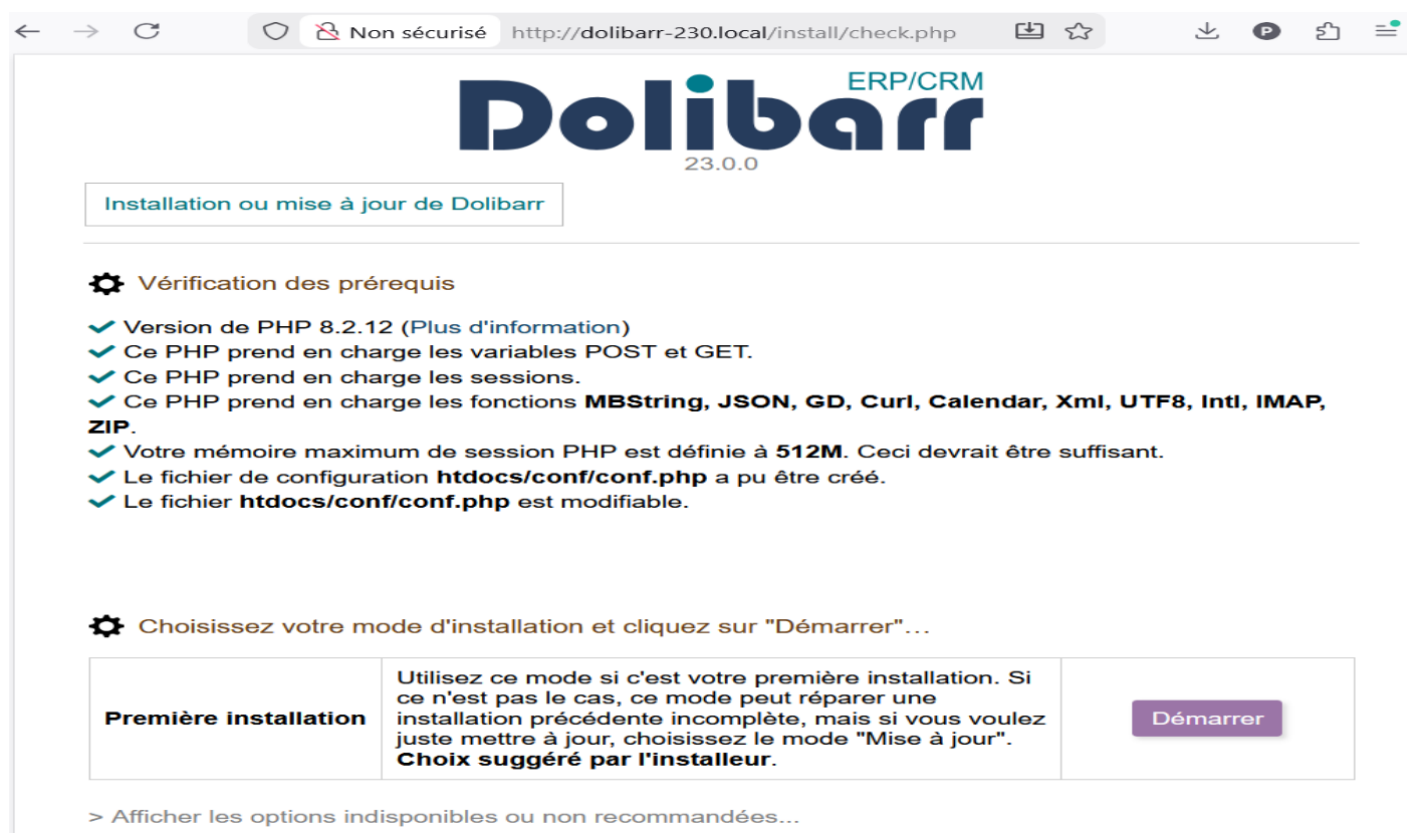 Non sécurisé http://dolibarr-230.local/install/check.php
P
ERP/CRM
Dolibarr
23.0.0
Installation ou mise à jour de Dolibarr
Vérification des prérequis
Version de PHP 8.2.12 (Plus d'information)
Ce PHP prend en charge les variables POST et GET.
Ce PHP prend en charge les sessions.
Ce PHP prend en charge les fonctions MBString, JSON, GD, Curl, Calendar, Xml, UTF8, Intl, IMAP,
ZIP.
Votre mémoire maximum de session PHP est définie à 512M. Ceci devrait être suffisant.
Le fichier de configuration htdocs/conf/conf.php a pu être créé.
Le fichier htdocs/conf/conf.php est modifiable.
Choisissez votre mode d'installation et cliquez sur "Démarrer"...
Première installation
Utilisez ce mode si c'est votre première installation. Si
ce n'est pas le cas, ce mode peut réparer une
installation précédente incomplète, mais si vous voulez
juste mettre à jour, choisissez le mode "Mise à jour".
Choix suggéré par l'installeur.
Démarrer
> Afficher les options indisponibles ou non recommandées...